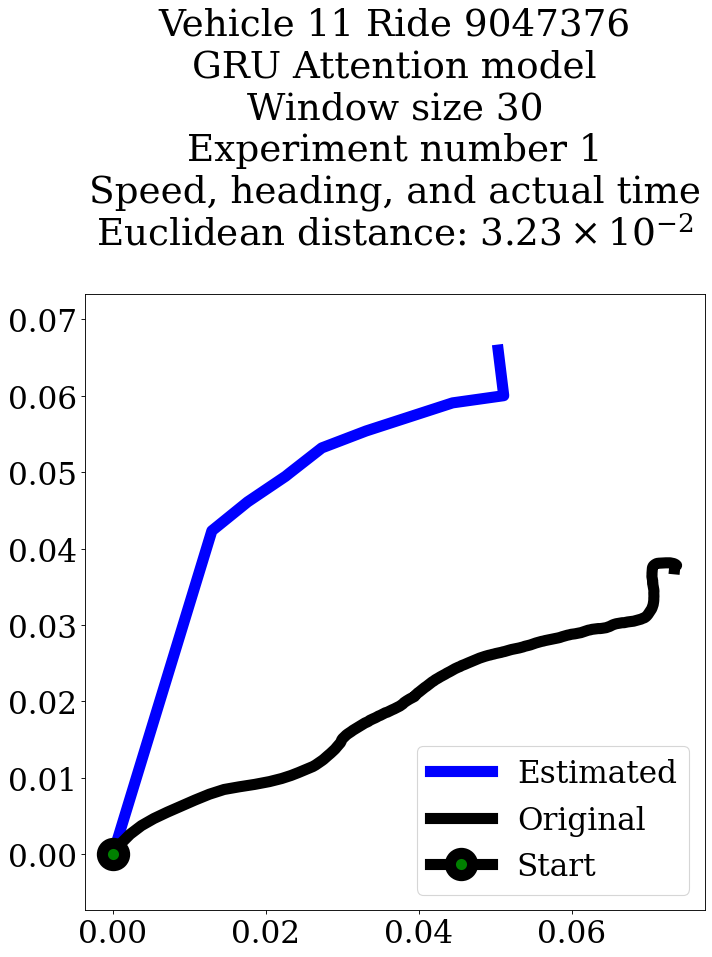 Vehicle 11 Ride 9047376
GRU Attention model
Window size 30
Experiment number 1
Speed, heading, and actual time
Euclidean distance: 3.23 × 10⁻²
0.07
0.06
0.05
0.04
0.03
0.02
0.01
0.00
Estimated
Original
Start
0.00 0.02 0.04 0.06